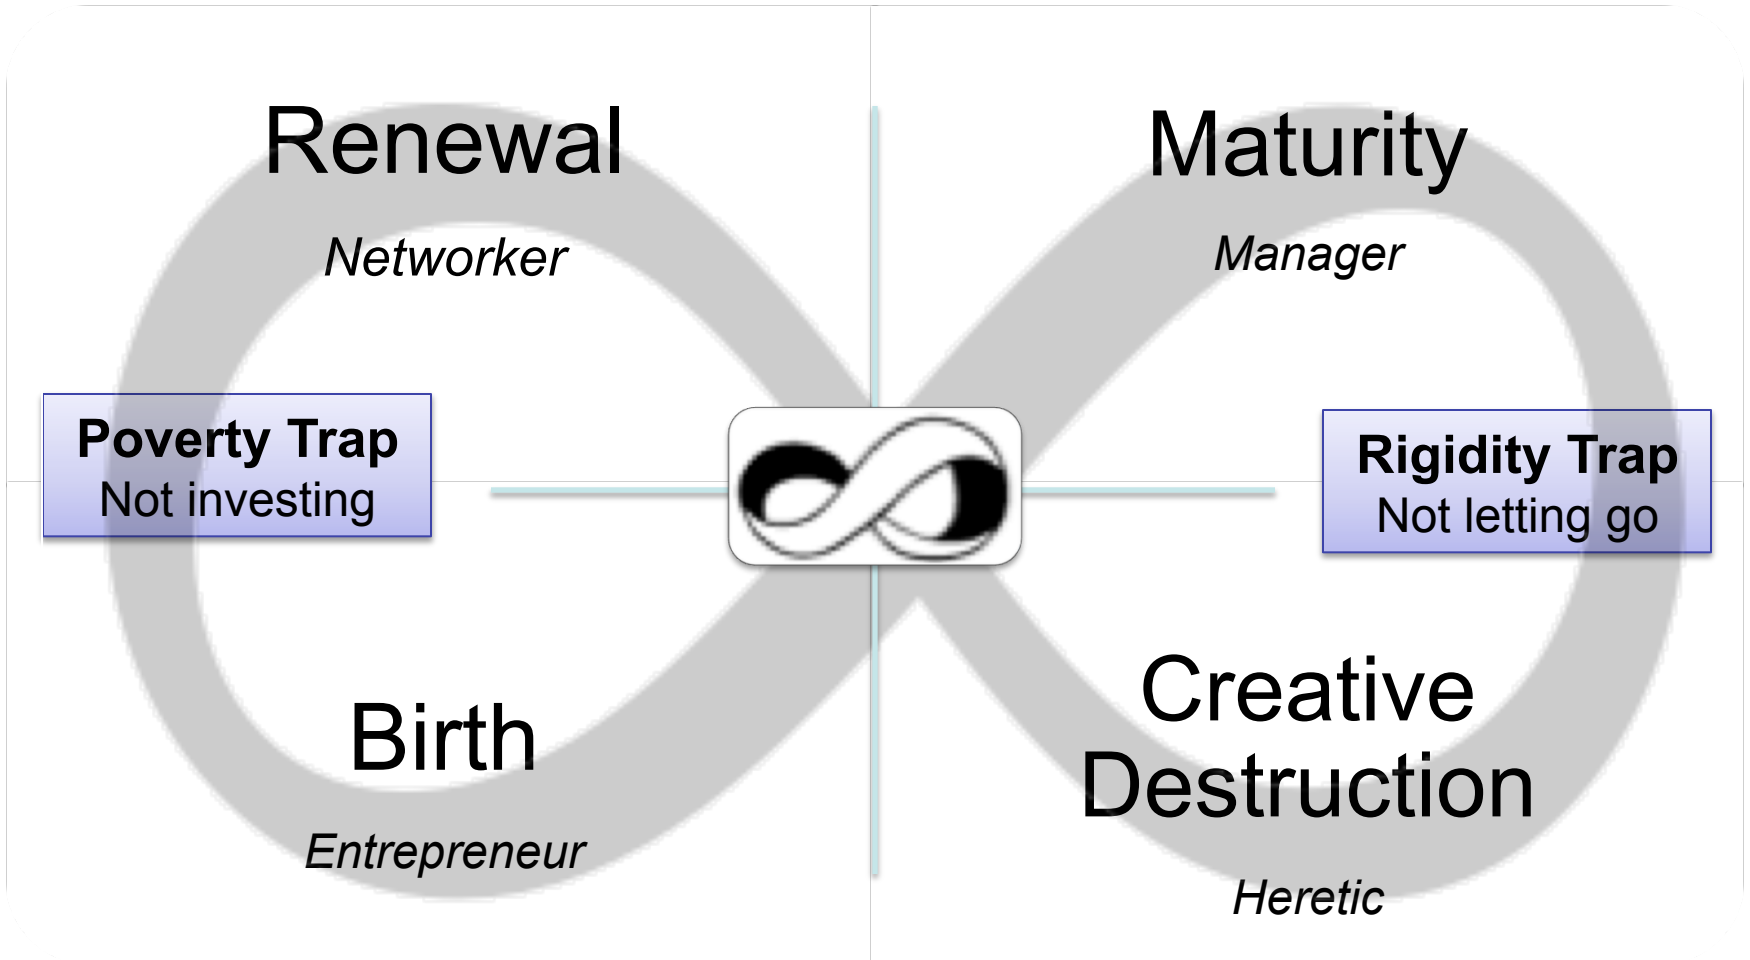 Renewal
Networker
Maturity
Manager
Poverty Trap
Not investing
Rigidity Trap
Not letting go
Birth
Entrepreneur
Creative
Destruction
Heretic